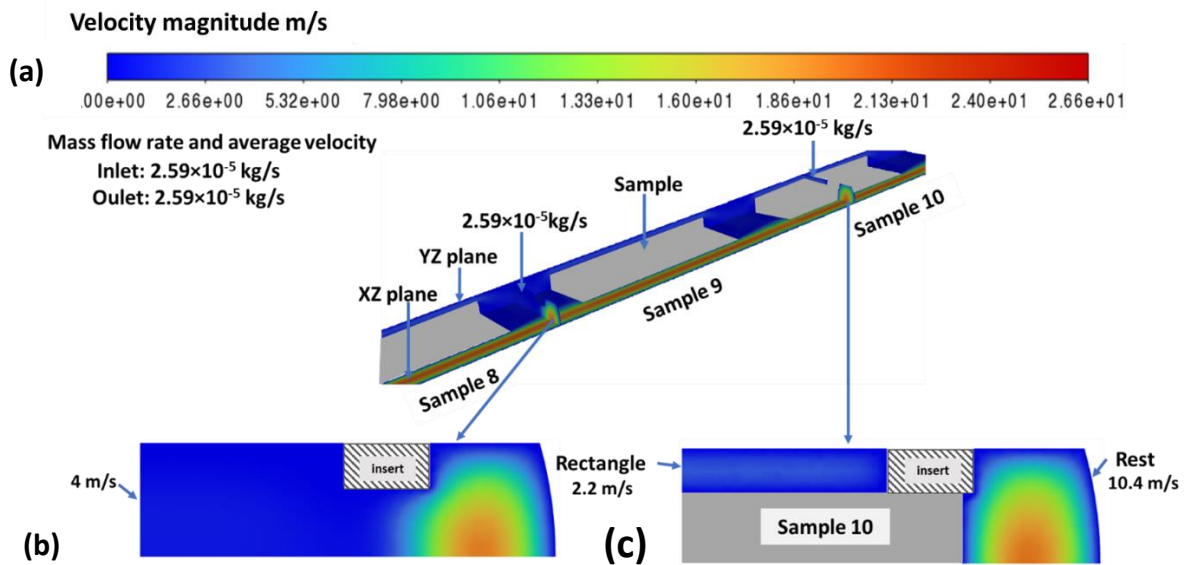 Velocity magnitude m/s
(a)
.00e+00 2.66e+00 5.32e+00 7.98e+00 1.06e+01 1.33e+01 1.60e+01 1.86e+01 2.13e+01 2.40e+01 2.66e+01
Mass flow rate and average velocity
Inlet: 2.59×10⁻⁵ kg/s
Oulet: 2.59×10⁻⁵ kg/s
2.59×10⁻⁵ kg/s
Sample
2.59×10⁻⁵kg/s
YZ plane
XZ plane
Sample 10
Sample 9
Sample 8
insert
4 m/s
(b)
Rectangle
2.2 m/s
insert
Rest
10.4 m/s
Sample 10
(c)